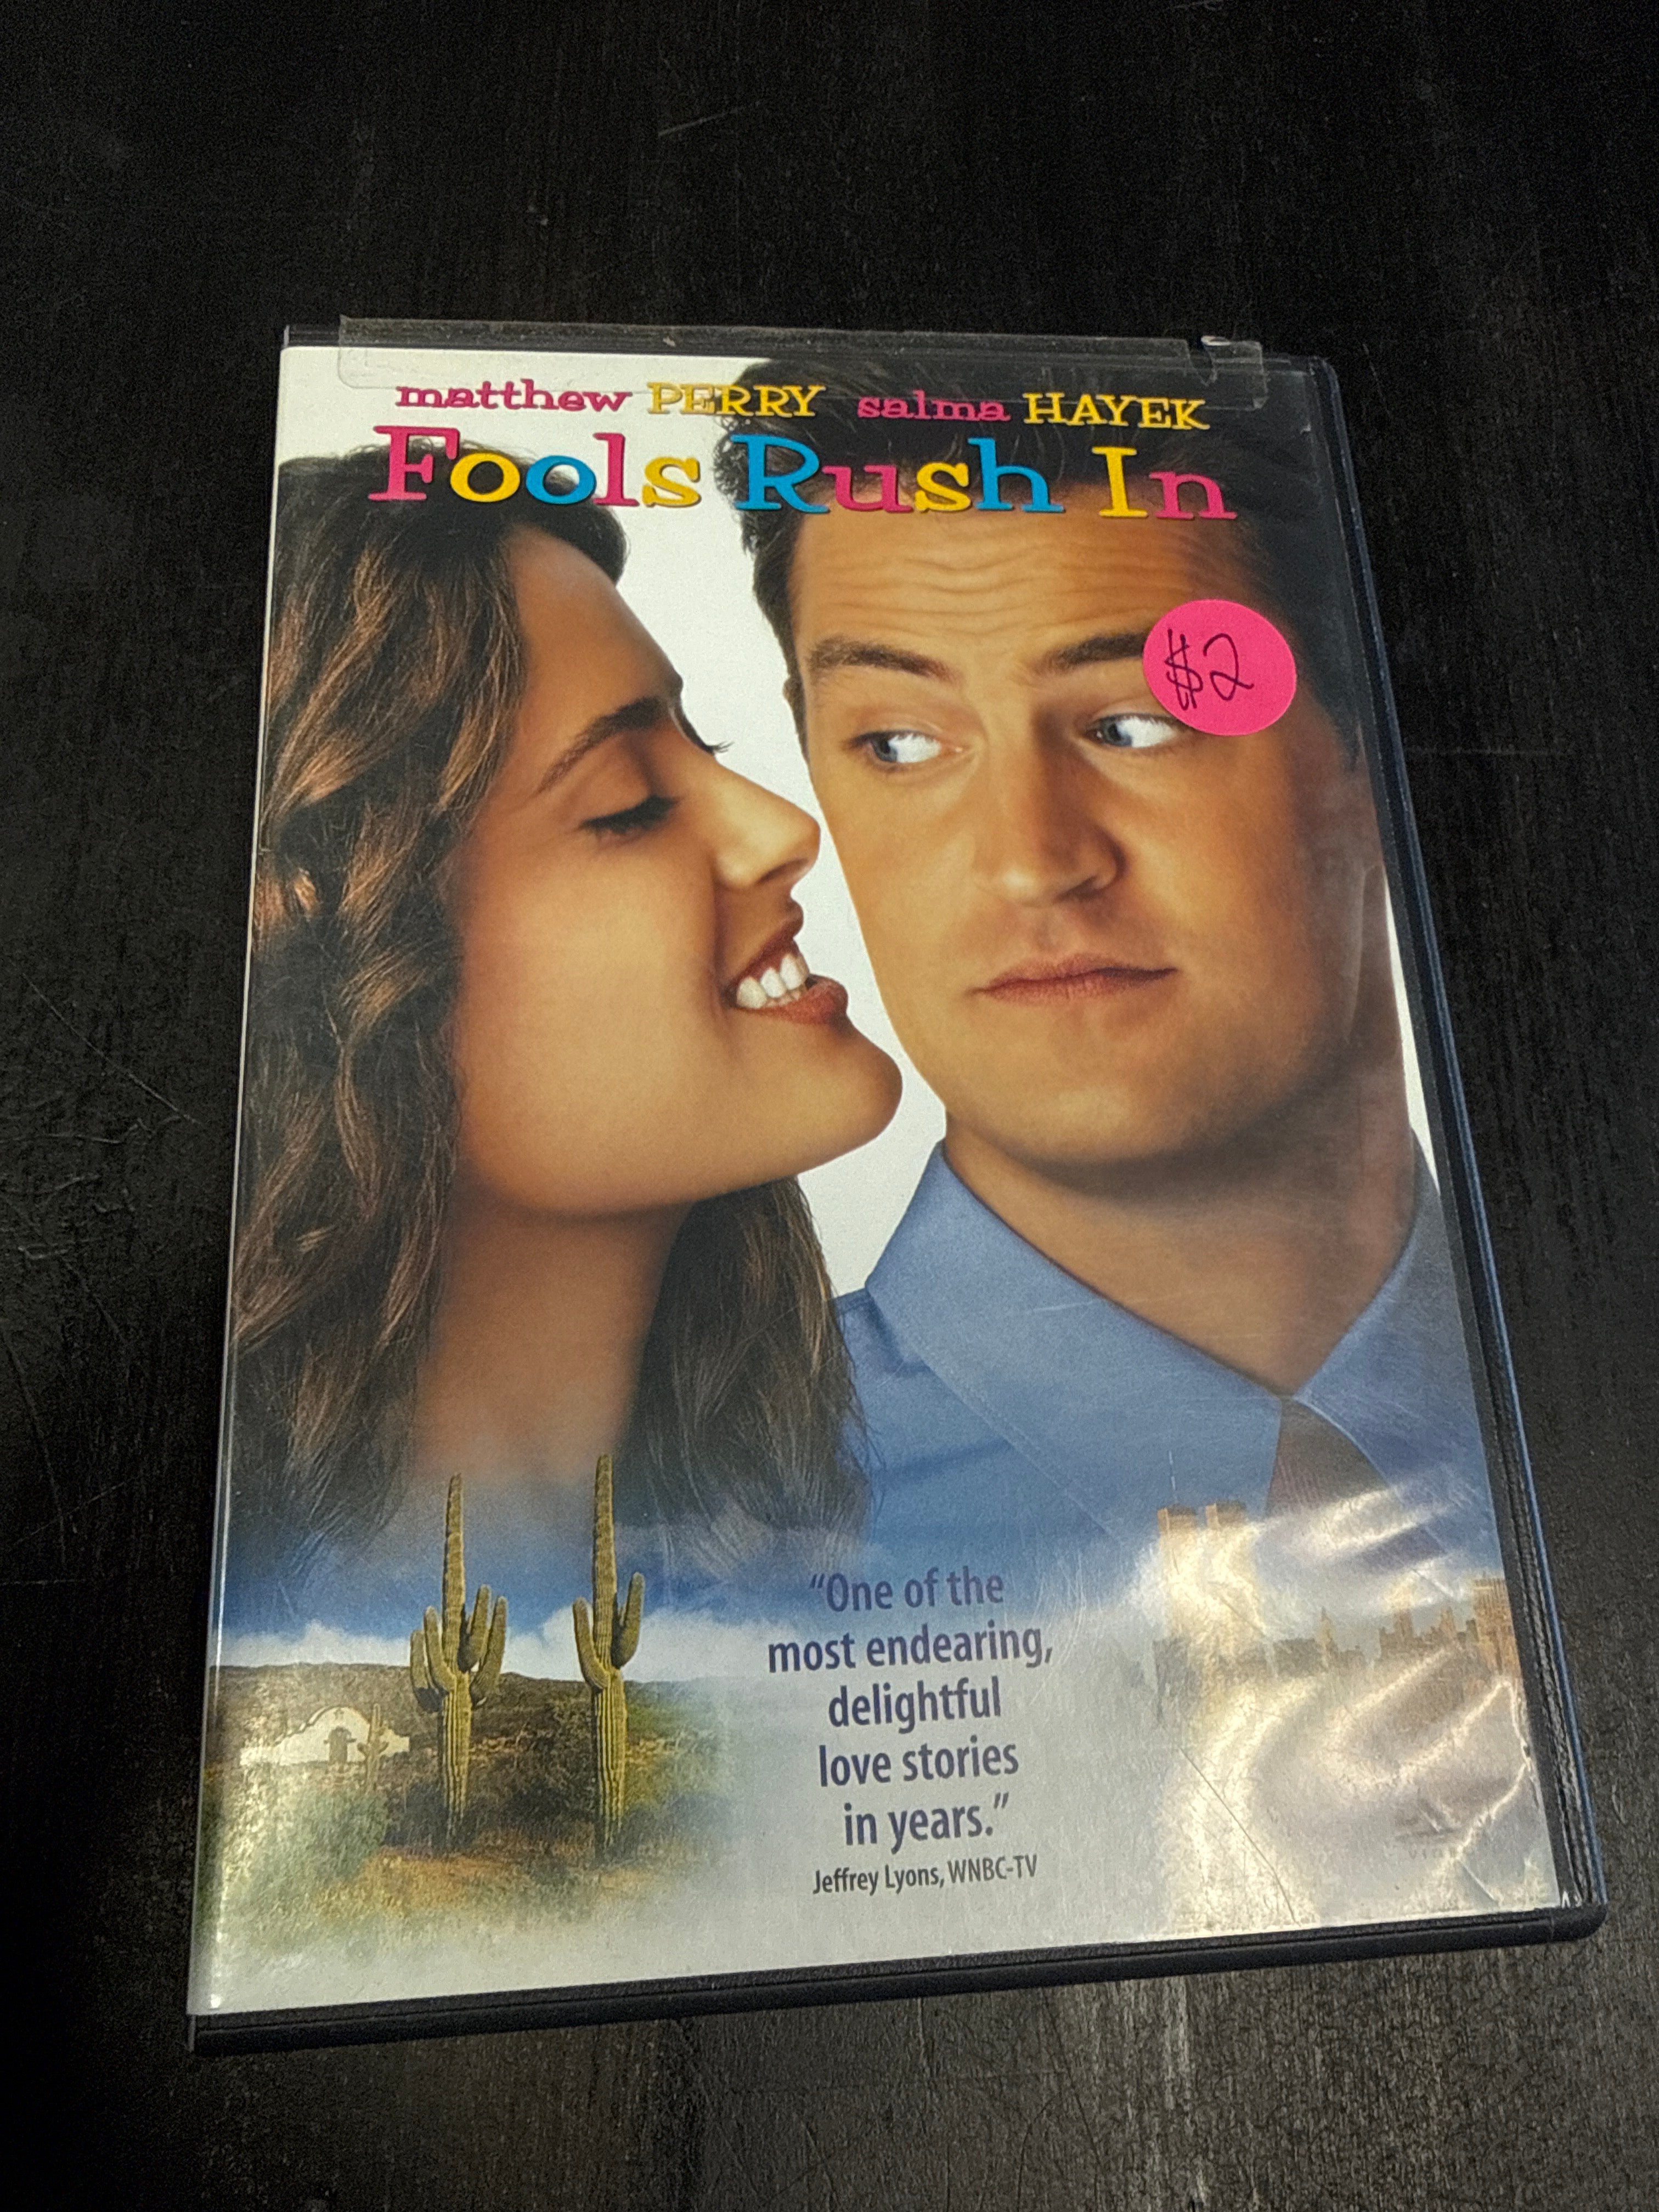 matthew PERRY salma HAYEK
Fools Rush In
$2
“One of the
most endearing,
delightful
love stories
in years.”
Jeffrey Lyons, WNBC-TV